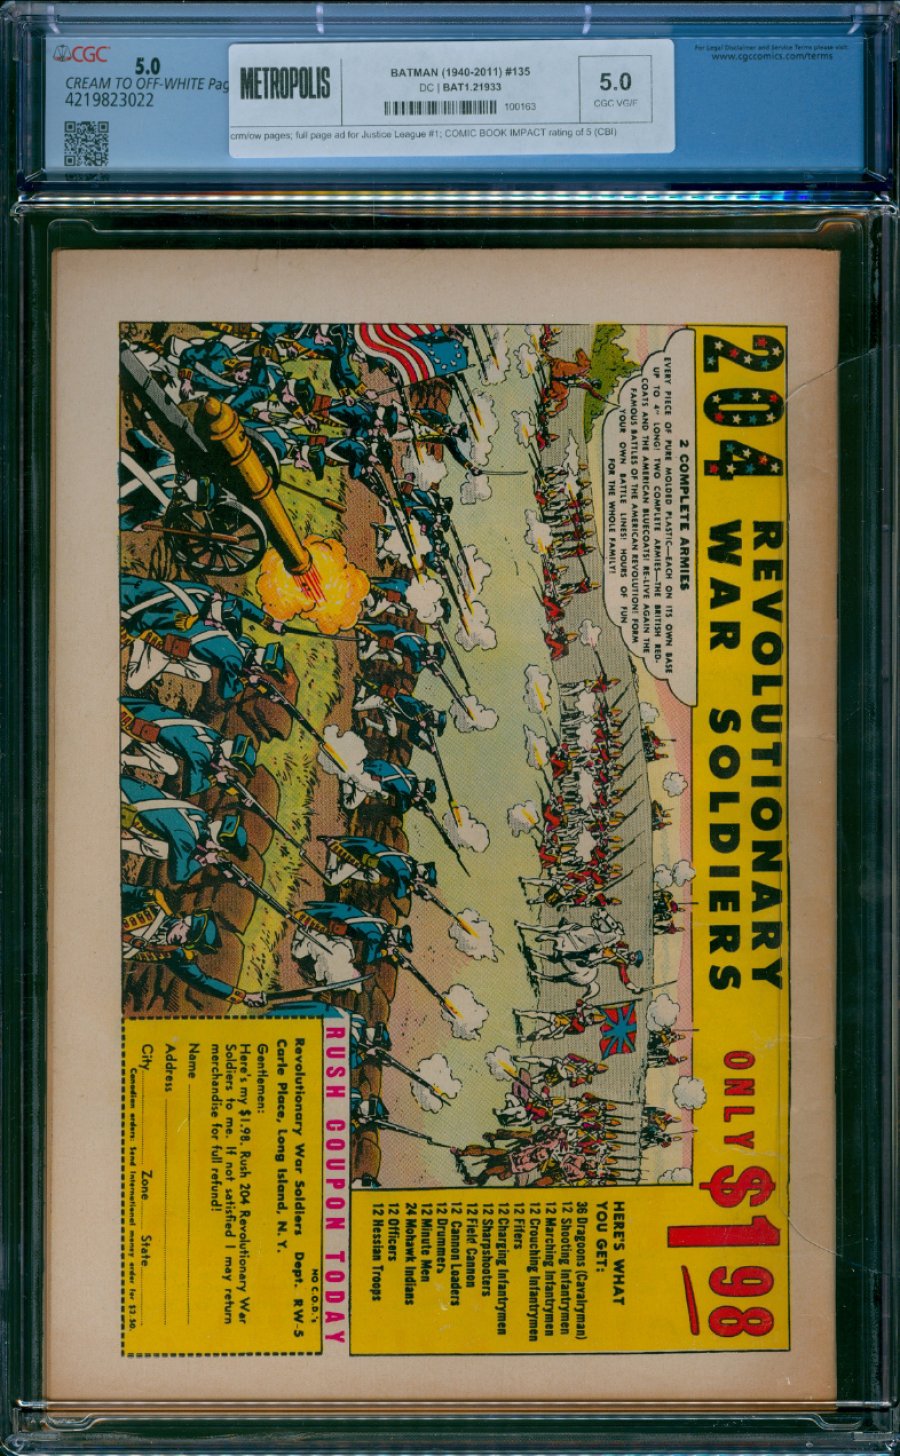 CGC
5.0
CREAM TO OFF-WHITE Pag
4219823022
METROPOLIS
BATMAN (1940-2011) #135
DC | BAT1.21933
100163
5.0
CGC VG/F
crm/ow pages; full page ad for Justice League #1; COMIC BOOK IMPACT rating of 5 (CBI)
For Legal Disclaimer and Service Terms please visit:
www.cgccomics.com/terms
204 REVOLUTIONARY
WAR SOLDIERS
ONLY $1.98
2 COMPLETE ARMIES
EVERY PIECE OF PURE MOLDED PLASTIC—EACH ON ITS OWN BASE
UP TO 4" LONG! TWO COMPLETE ARMIES—THE BRITISH RED-
COATS AND THE AMERICAN BLUECOATS! RE-LIVE AGAIN THE
FAMOUS BATTLES OF THE AMERICAN REVOLUTION! FORM
YOUR OWN BATTLE LINES! HOURS OF FUN
FOR THE WHOLE FAMILY!
HERE'S WHAT
YOU GET:
36 Dragoons (Cavalryman)
12 Shooting Infantrymen
12 Marching Infantrymen
12 Crouching Infantrymen
12 Fifers
12 Charging Infantrymen
12 Sharpshooters
12 Field Cannon
12 Cannon Loaders
12 Drummers
12 Minute Men
24 Mohawk Indians
12 Officers
12 Hessian Troops
RUSH COUPON TODAY
NO C.O.D.'s
Revolutionary War Soldiers Dept. RW-5
Carle Place, Long Island, N. Y.
Gentlemen:
Here's my $1.98. Rush 204 Revolutionary War
Soldiers to me. If not satisfied I may return
merchandise for full refund!
Name
Address
City Zone State
Canadian orders: Send International money order for $2.50.